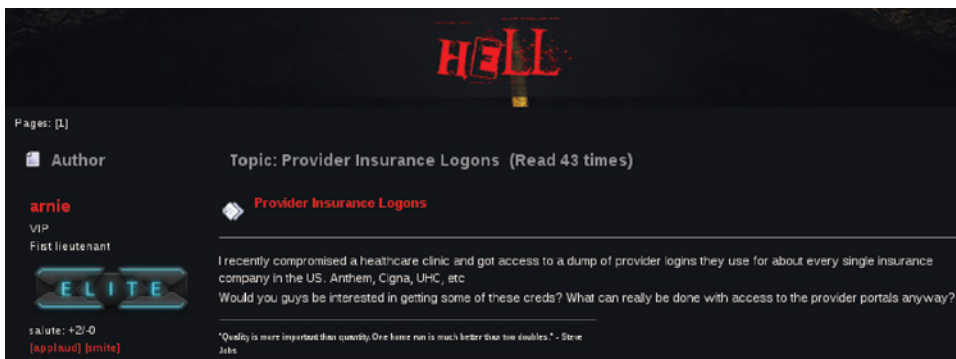 HELL
Pages: [1]
Author Topic: Provider Insurance Logons (Read 43 times)
arnie
VIP
First lieutenant
ELITE
salute: +2/-0
[applaud] [smite]
Provider Insurance Logons
I recently compromised a healthcare clinic and got access to a dump of provider logins they use for about every single insurance
company in the US. Anthem, Cigna, UHC, etc
Would you guys be interested in getting some of these creds? What can really be done with access to the provider portals anyway?
"Quality is more important than quantity. One home run is much better than two doubles." - Steve
Jobs